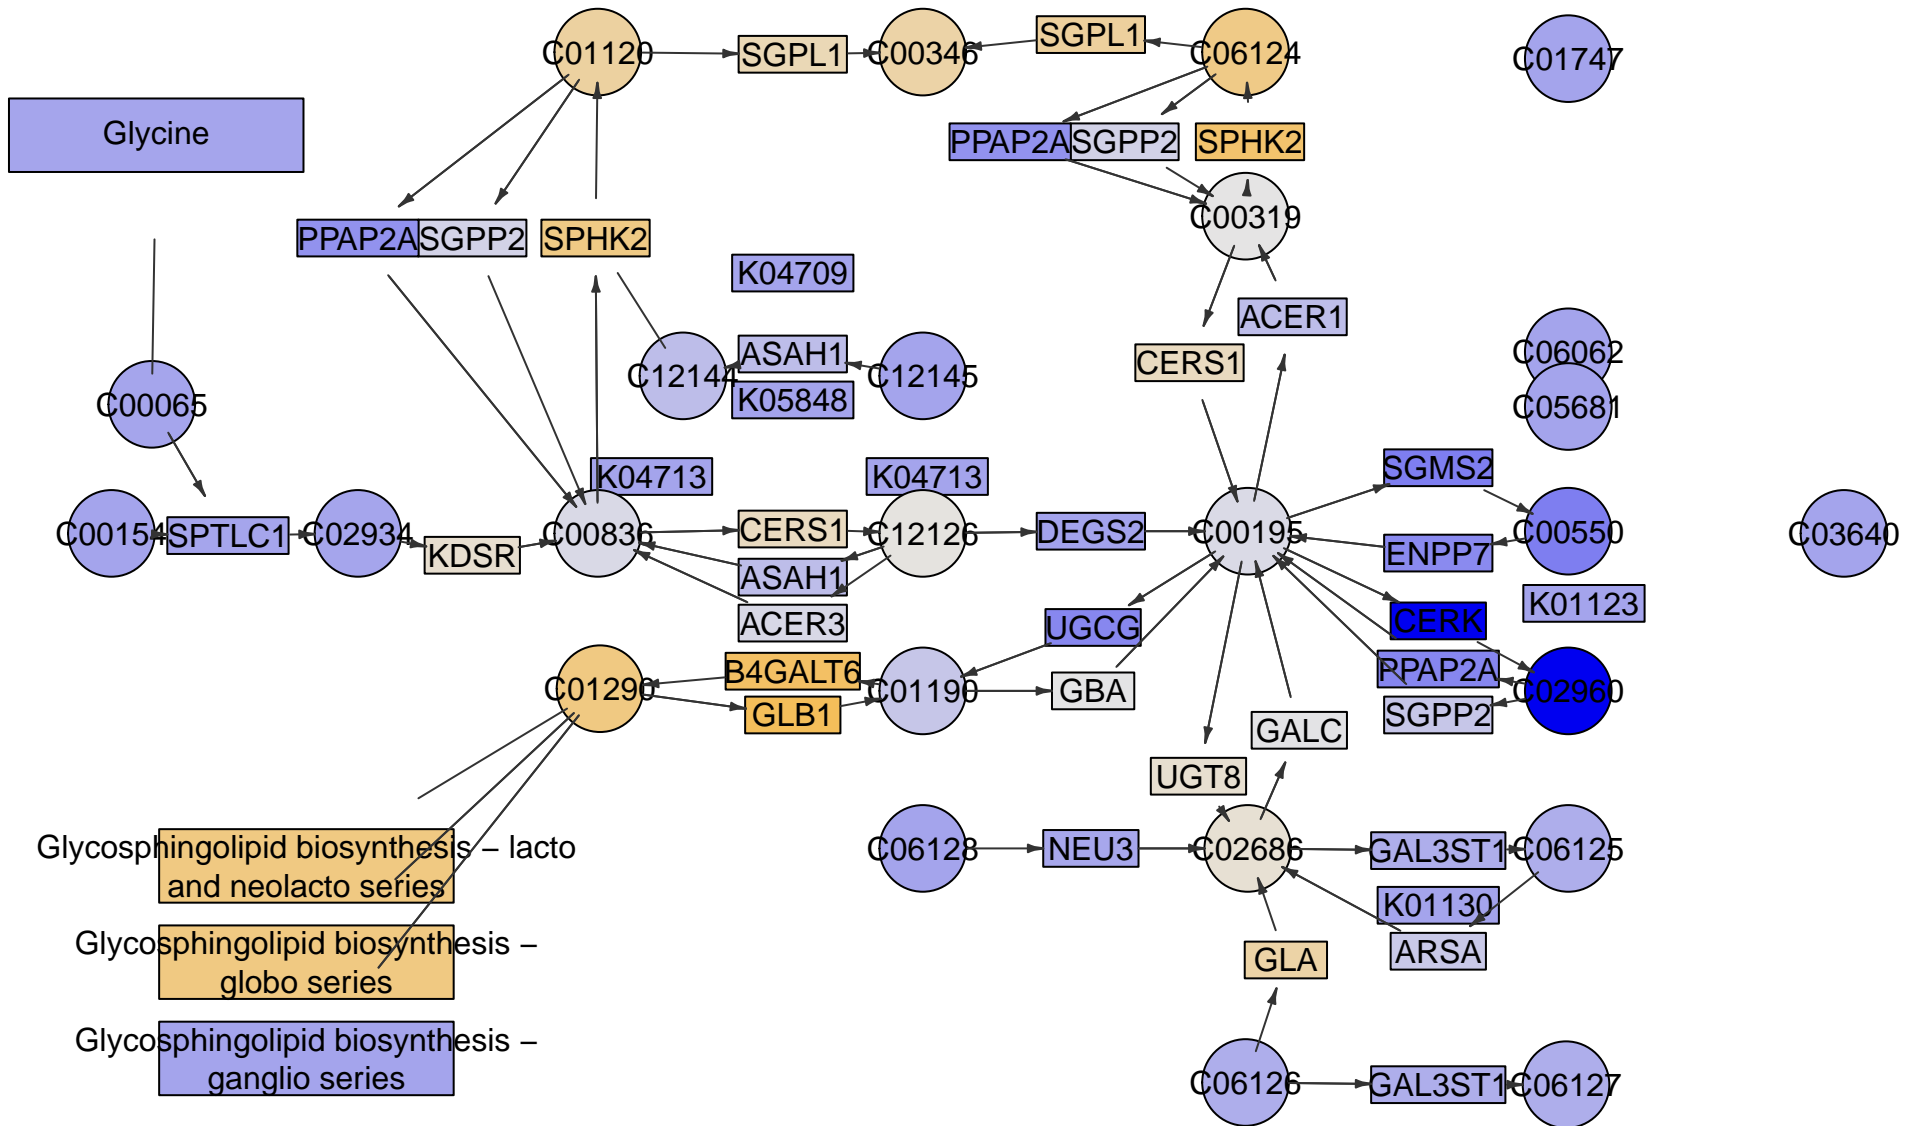 C01120
SGPL1
C00346
SGPL1
C06124
C01747
Glycine
PPAP2A
SGPP2
SPHK2
C00319
PPAP2A
SGPP2
SPHK2
K04709
ACER1
ASAH1
CERS1
C06062
C12144
C12145
K05848
C00065
C05681
K04713
K04713
SGMS2
C00154
SPTLC1
C02934
KDSR
C00836
CERS1
C12126
DEGS2
C00195
C00550
C03640
ENPP7
ASAH1
K01123
ACER3
UGCG
CERK
B4GALT6
PPAP2A
C01290
C01190
GBA
C02960
GLB1
SGPP2
GALC
UGT8
Glycosphingolipid biosynthesis – lacto
and neolacto series
C06128
NEU3
C02686
GAL3ST1
C06125
K01130
Glycosphingolipid biosynthesis –
globo series
GLA
ARSA
Glycosphingolipid biosynthesis –
ganglio series
C06126
GAL3ST1
C06127